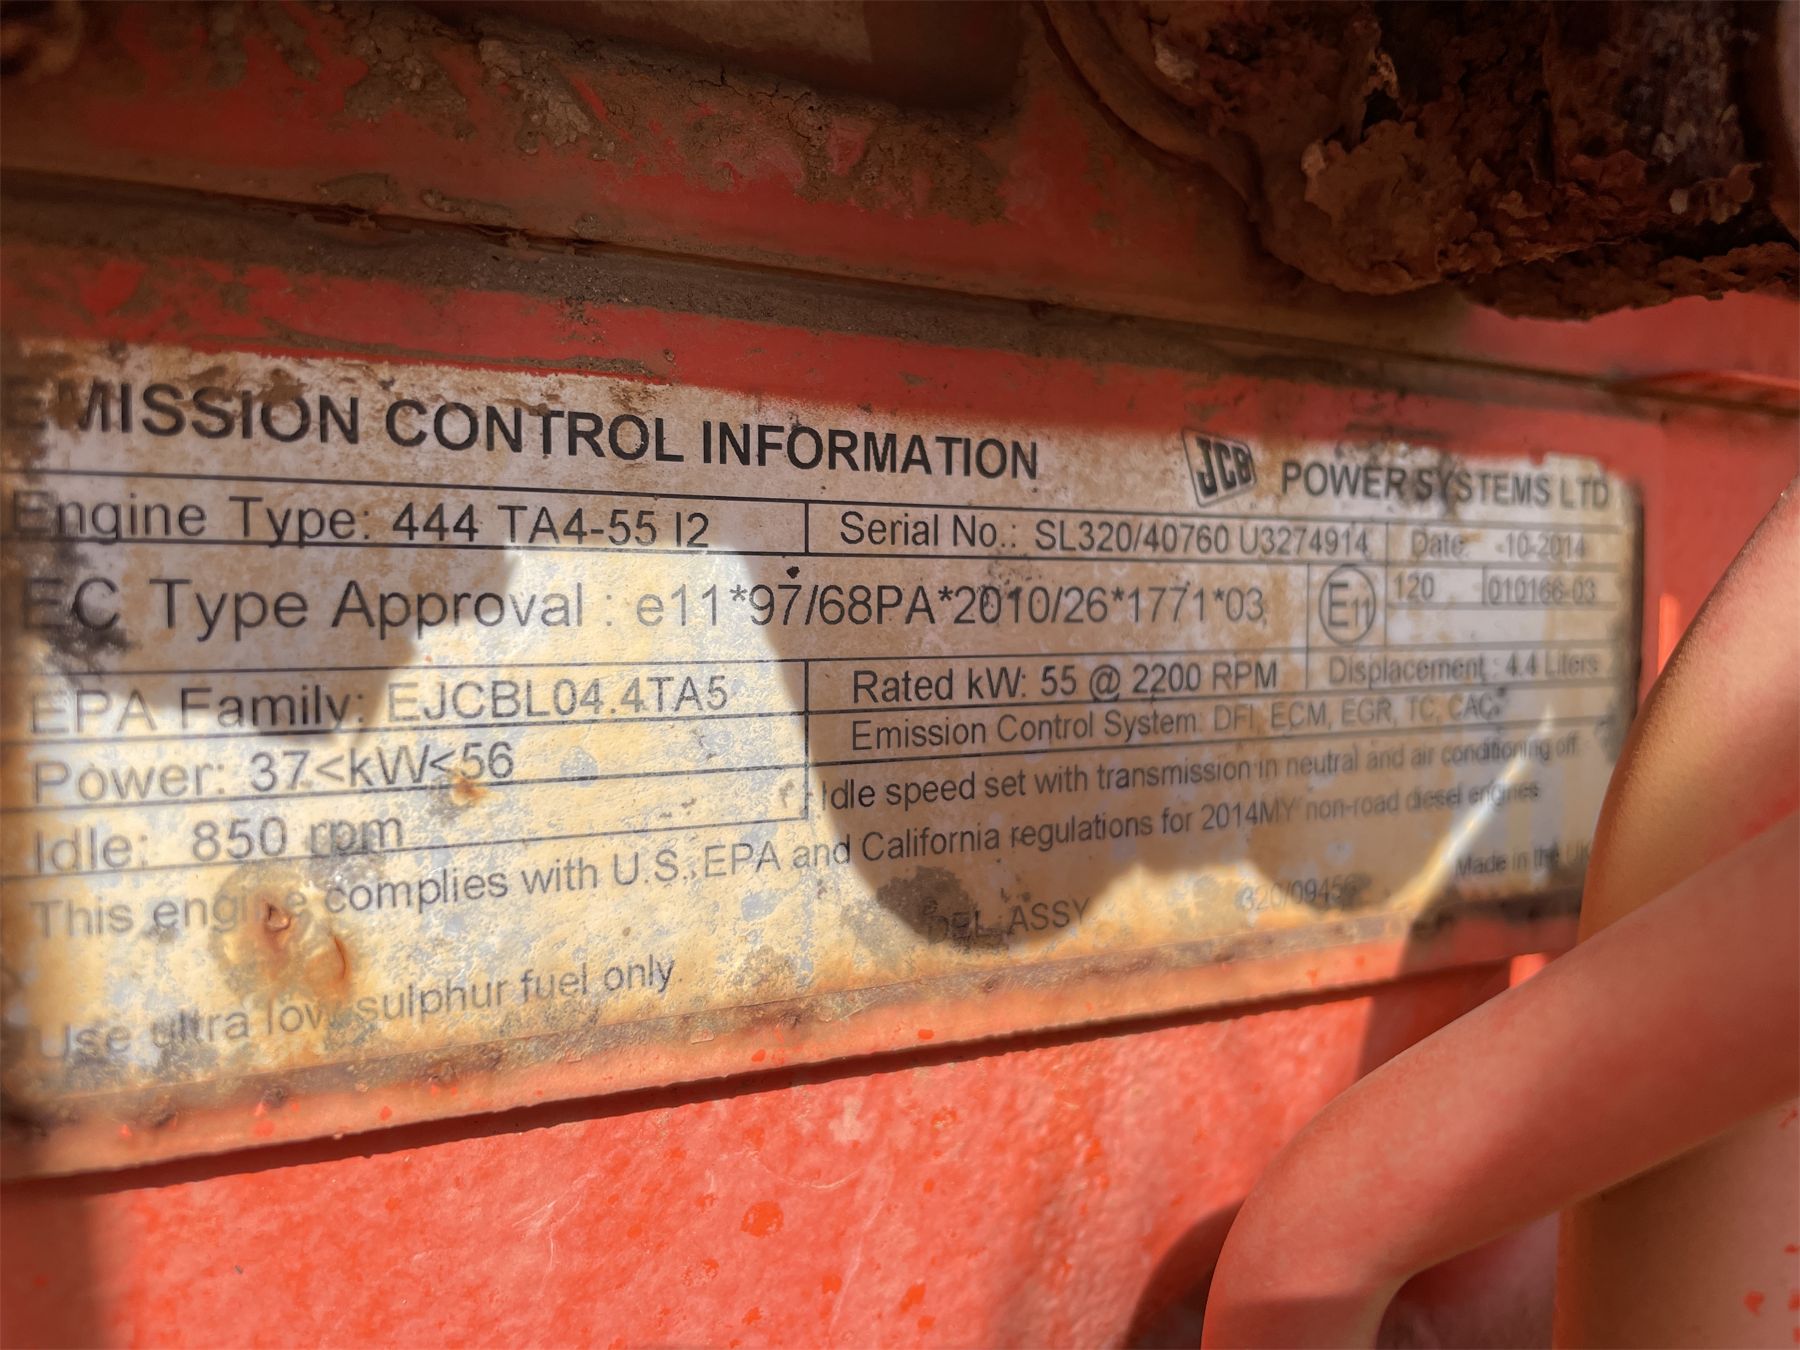 EMISSION CONTROL INFORMATION JCB POWER SYSTEMS LTD
Engine Type: 444 TA4-55 I2 Serial No.: SL320/40760 U3274914 Date: -10-2014
EC Type Approval : e11*97/68PA*2010/26*1771*03 E11 120 010166-03
EPA Family: EJCBL04.4TA5 Rated kW: 55 @ 2200 RPM Displacement : 4.4 Liters
Power: 37<kW<56 Emission Control System: DFI, ECM, EGR, TC, CAC
Idle: 850 rpm Idle speed set with transmission in neutral and air conditioning off
This engine complies with U.S. EPA and California regulations for 2014MY non-road diesel engines
Use ultra low sulphur fuel only ASSY Made in the UK